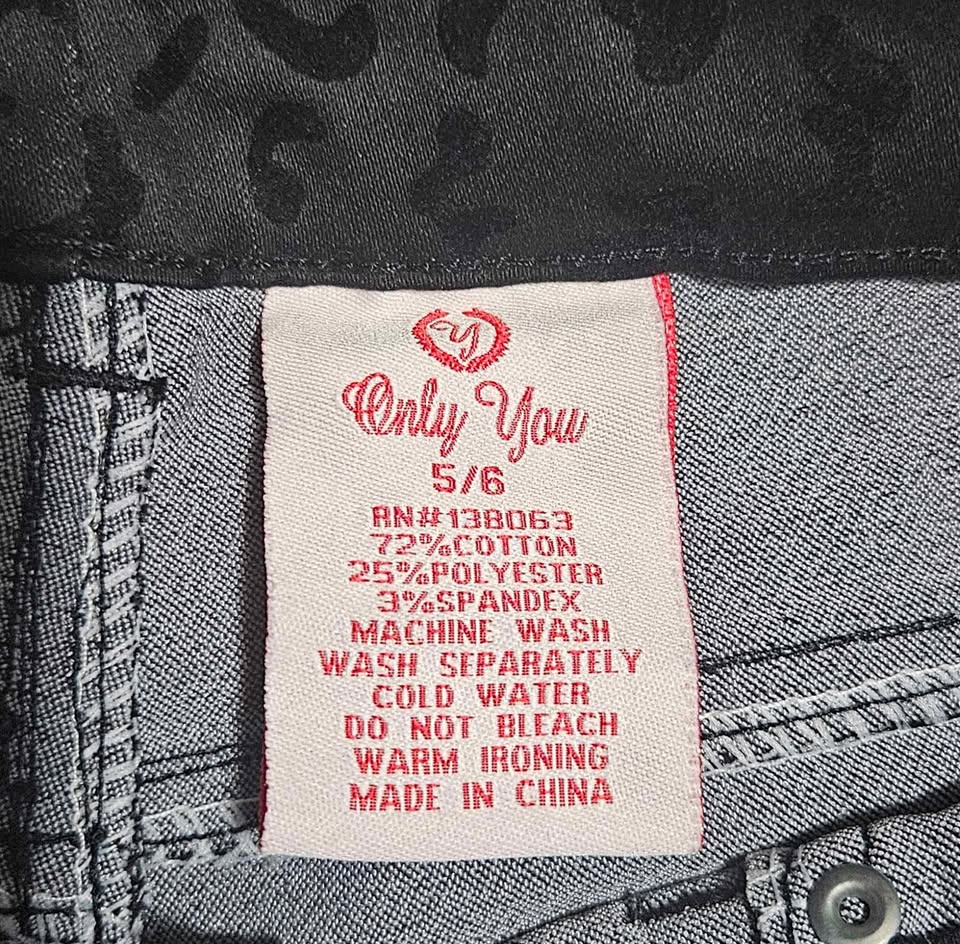 Y
Only You
5/6
RN#138063
72%COTTON
25%POLYESTER
3%SPANDEX
MACHINE WASH
WASH SEPARATELY
COLD WATER
DO NOT BLEACH
WARM IRONING
MADE IN CHINA